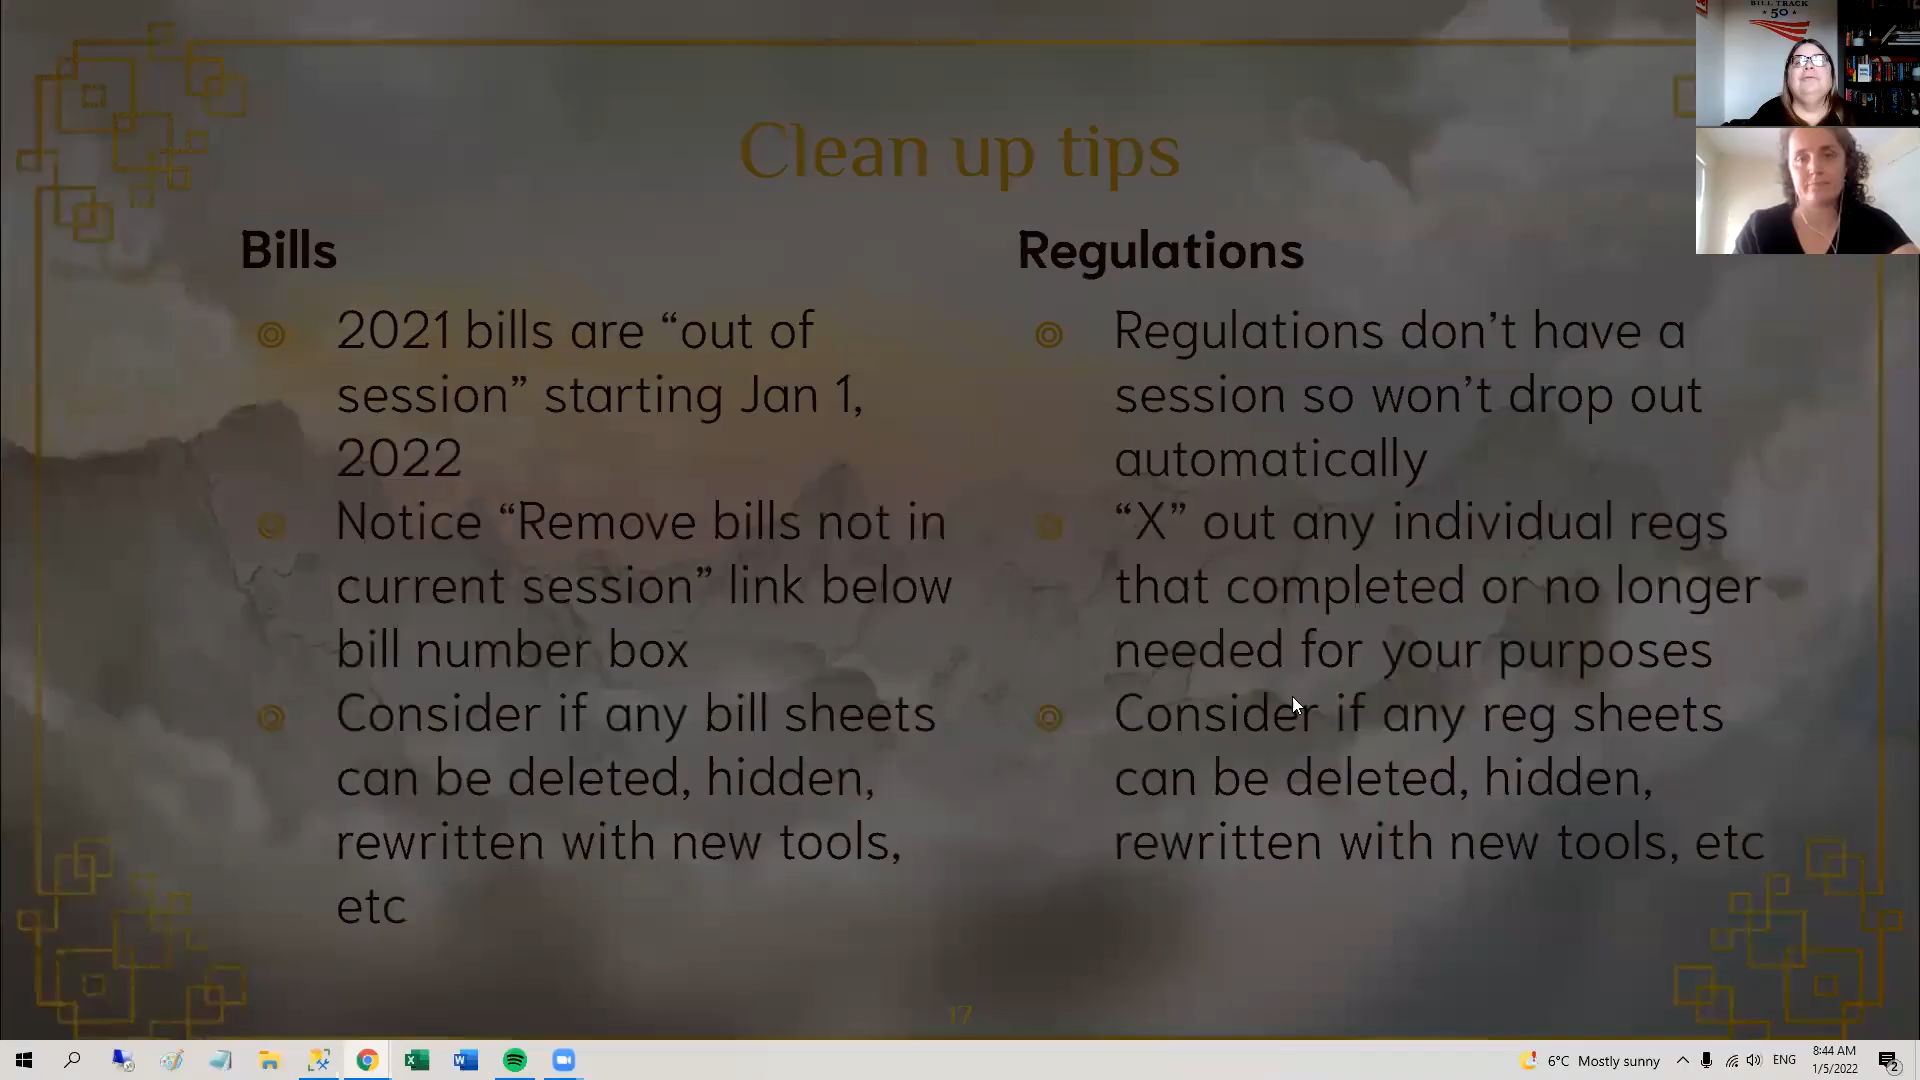 BILL TRACK
50
Clean up tips
Bills
2021 bills are “out of
session” starting Jan 1,
2022
Notice “Remove bills not in
current session” link below
bill number box
Consider if any bill sheets
can be deleted, hidden,
rewritten with new tools,
etc
Regulations
Regulations don’t have a
session so won’t drop out
automatically
“X” out any individual regs
that completed or no longer
needed for your purposes
Consider if any reg sheets
can be deleted, hidden,
rewritten with new tools, etc
17
6°C Mostly sunny
ENG
8:44 AM
1/5/2022
2